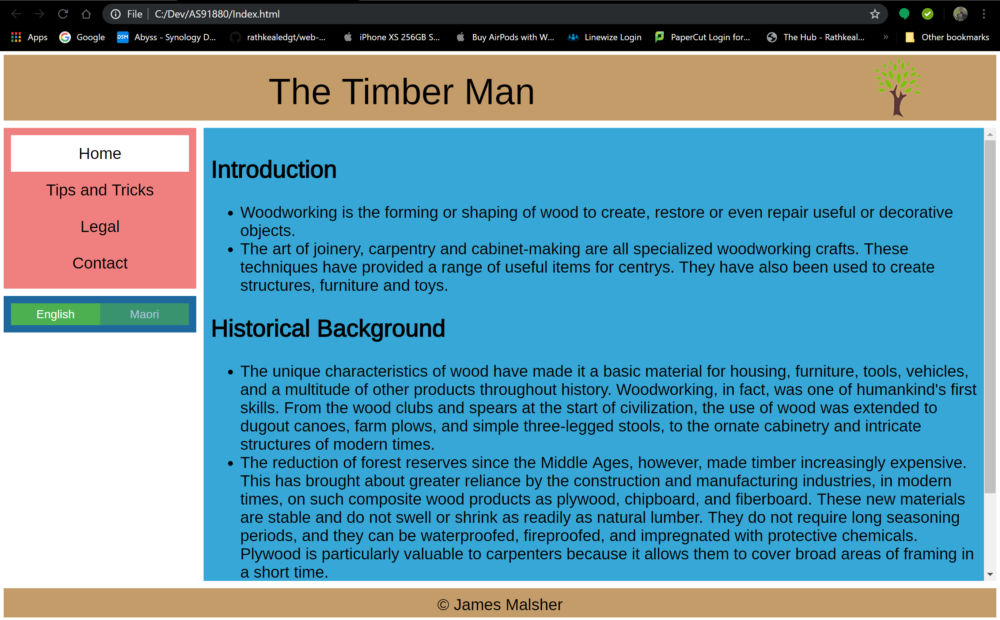 File C:/Dev/AS91880/Index.html
Apps Google DSM Abyss - Synology D... rathkealedgt/web-... iPhone XS 256GB S... Buy AirPods with W... Linewize Login PaperCut Login for... The Hub - Rathkeal... » Other bookmarks
The Timber Man
Home
Tips and Tricks
Legal
Contact
English Maori
Introduction
• Woodworking is the forming or shaping of wood to create, restore or even repair useful or decorative
objects.
• The art of joinery, carpentry and cabinet-making are all specialized woodworking crafts. These
techniques have provided a range of useful items for centrys. They have also been used to create
structures, furniture and toys.
Historical Background
• The unique characteristics of wood have made it a basic material for housing, furniture, tools, vehicles,
and a multitude of other products throughout history. Woodworking, in fact, was one of humankind's first
skills. From the wood clubs and spears at the start of civilization, the use of wood was extended to
dugout canoes, farm plows, and simple three-legged stools, to the ornate cabinetry and intricate
structures of modern times.
• The reduction of forest reserves since the Middle Ages, however, made timber increasingly expensive.
This has brought about greater reliance by the construction and manufacturing industries, in modern
times, on such composite wood products as plywood, chipboard, and fiberboard. These new materials
are stable and do not swell or shrink as readily as natural lumber. They do not require long seasoning
periods, and they can be waterproofed, fireproofed, and impregnated with protective chemicals.
Plywood is particularly valuable to carpenters because it allows them to cover broad areas of framing in
a short time.
© James Malsher